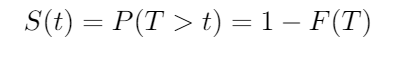 S(t) = P(T > t) = 1 − F(T)